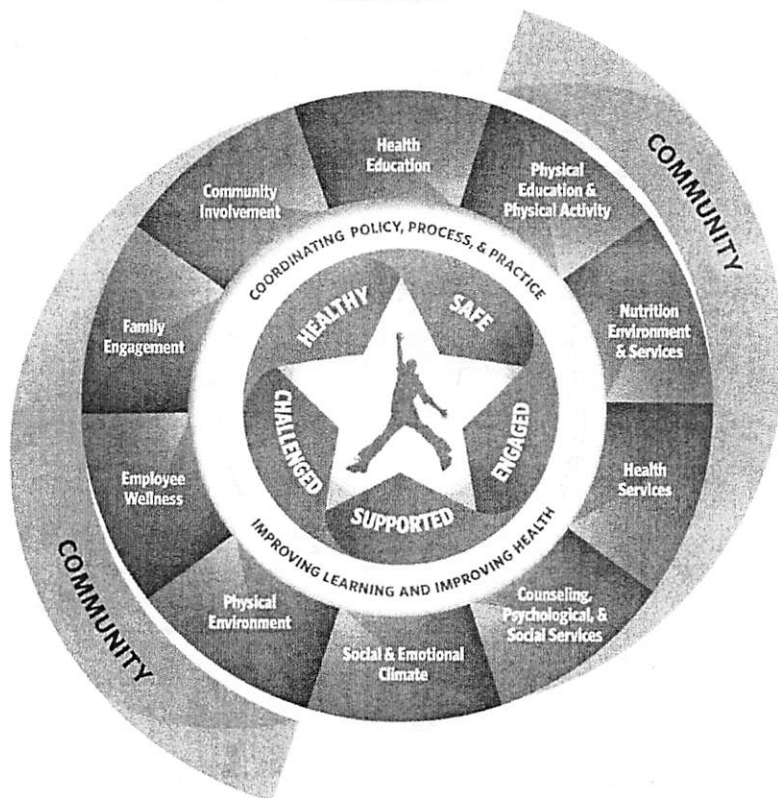 COMMUNITY
Health
Education
Physical
Education &
Physical Activity
Nutrition
Environment
& Services
Health
Services
Counseling,
Psychological, &
Social Services
Social & Emotional
Climate
Physical
Environment
Employee
Wellness
Family
Engagement
Community
Involvement
COORDINATING POLICY, PROCESS, & PRACTICE
IMPROVING LEARNING AND IMPROVING HEALTH
HEALTHY
SAFE
ENGAGED
SUPPORTED
CHALLENGED
COMMUNITY